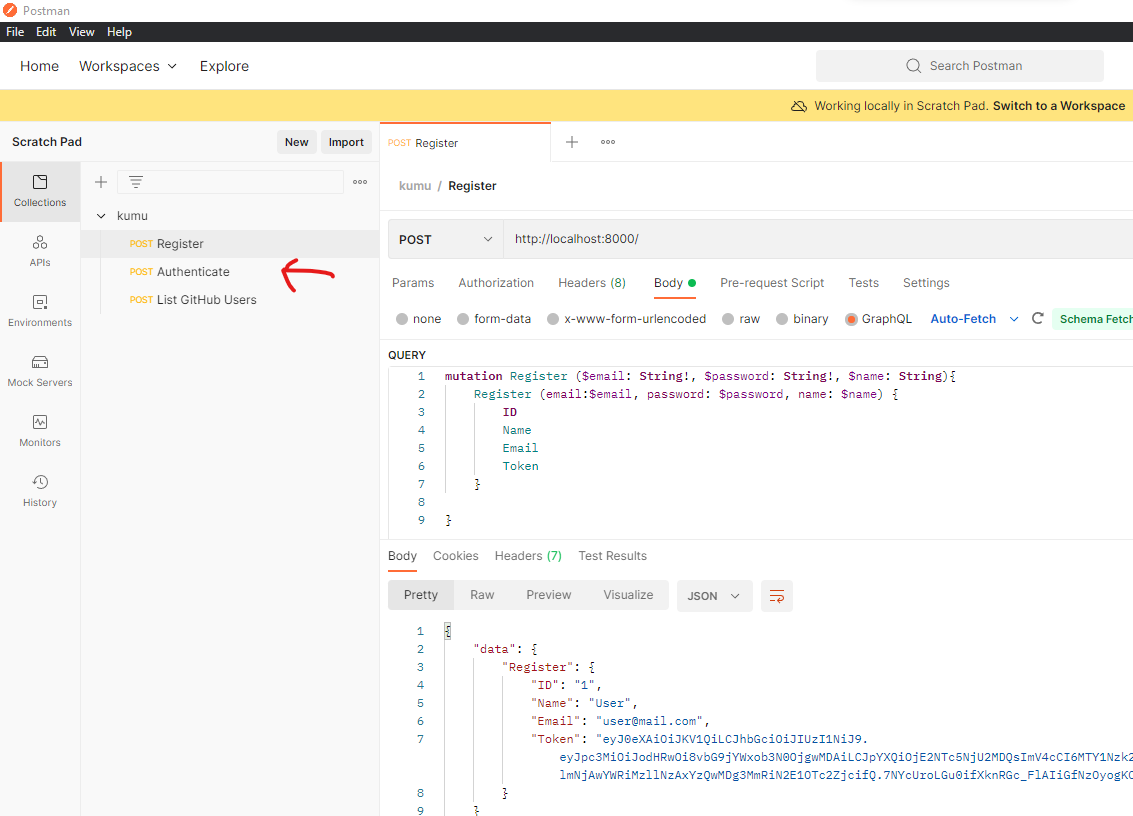 Postman
File Edit View Help
Home Workspaces Explore Search Postman
Working locally in Scratch Pad. Switch to a Workspace
Scratch Pad New Import
POST Register
Collections
APIs
Environments
Mock Servers
Monitors
History
kumu
POST Register
POST Authenticate
POST List GitHub Users
kumu / Register
POST http://localhost:8000/
Params Authorization Headers (8) Body Pre-request Script Tests Settings
none form-data x-www-form-urlencoded raw binary GraphQL Auto-Fetch Schema Fetch
QUERY
1 mutation Register ($email: String!, $password: String!, $name: String){
2 Register (email:$email, password: $password, name: $name) {
3 ID
4 Name
5 Email
6 Token
7 }
8
9 }
Body Cookies Headers (7) Test Results
Pretty Raw Preview Visualize JSON
1 {
2 "data": {
3 "Register": {
4 "ID": "1",
5 "Name": "User",
6 "Email": "user@mail.com",
7 "Token": "eyJ0eXAiOiJKV1QiLCJhbGciOiJIUzI1NiJ9.
8 }
9 }